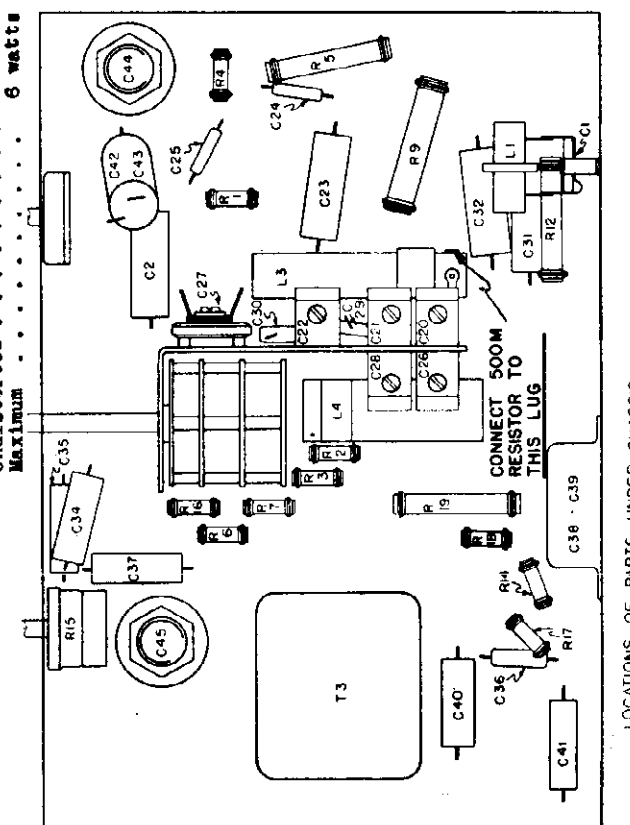 Maximum . . . . . . . . . . . . 6 watts
C44
R4
R5
C24
C42
C43
C25
R1
C23
R9
C2
C32
L1
C1
C31
R12
C27
L3
C30
C22
C29
C21
C20
C28
C26
L4
R2
R3
CONNECT 500M
RESISTOR TO
THIS LUG
C35
C34
R16
R7
R6
R19
R18
C38 - C39
C37
R14
R15
C45
R17
C36
T3
C40
C41
LOCATIONS OF PARTS UNDER CHASSIS